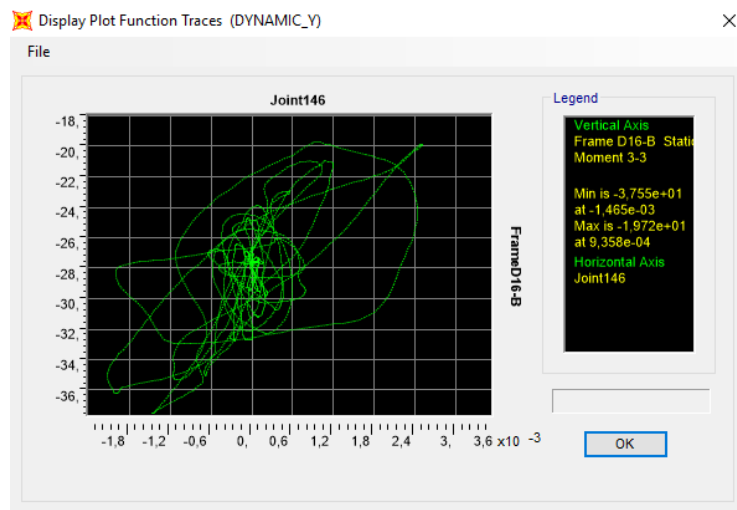 Display Plot Function Traces (DYNAMIC_Y)
File
Joint146
-18,
-20,
-22,
-24,
-26,
-28,
-30,
-32,
-34,
-36,
-1,8 -1,2 -0,6 0, 0,6 1,2 1,8 2,4 3, 3,6 x10 -3
FrameD16-B
Legend
Vertical Axis
Frame D16-B Stati
Moment 3-3
Min is -3,755e+01
at -1,465e-03
Max is -1,972e+01
at 9,358e-04
Horizontal Axis
Joint146
OK